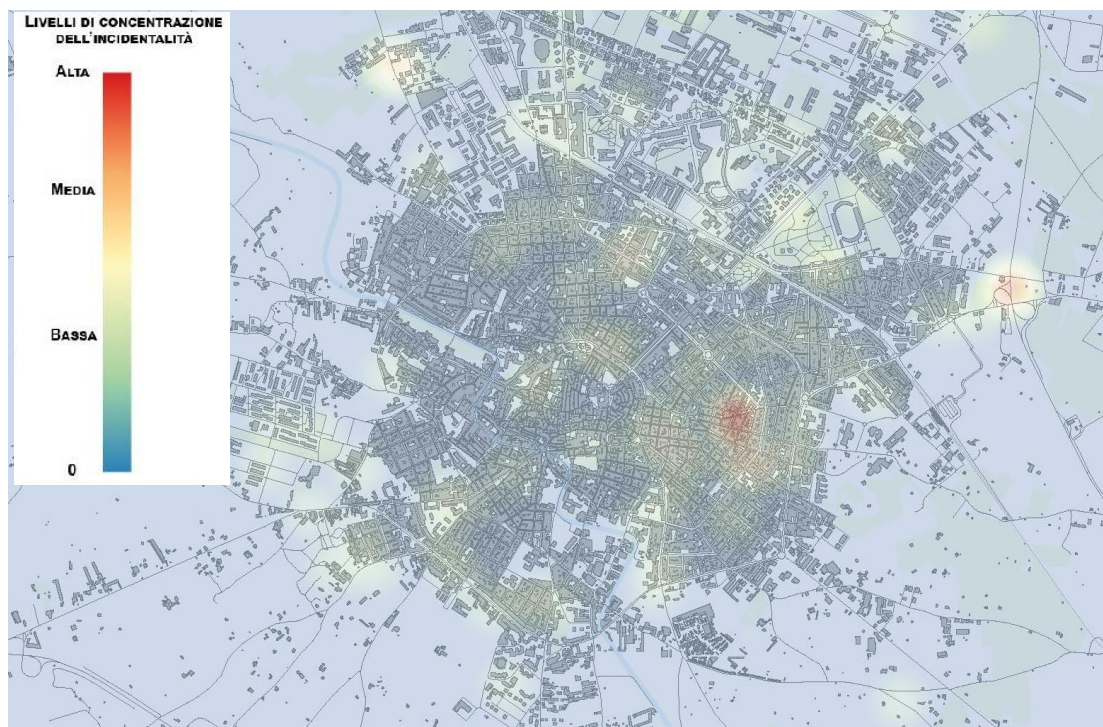 LIVELLI DI CONCENTRAZIONE
DELL'INCIDENTALITÀ
ALTA
MEDIA
BASSA
0